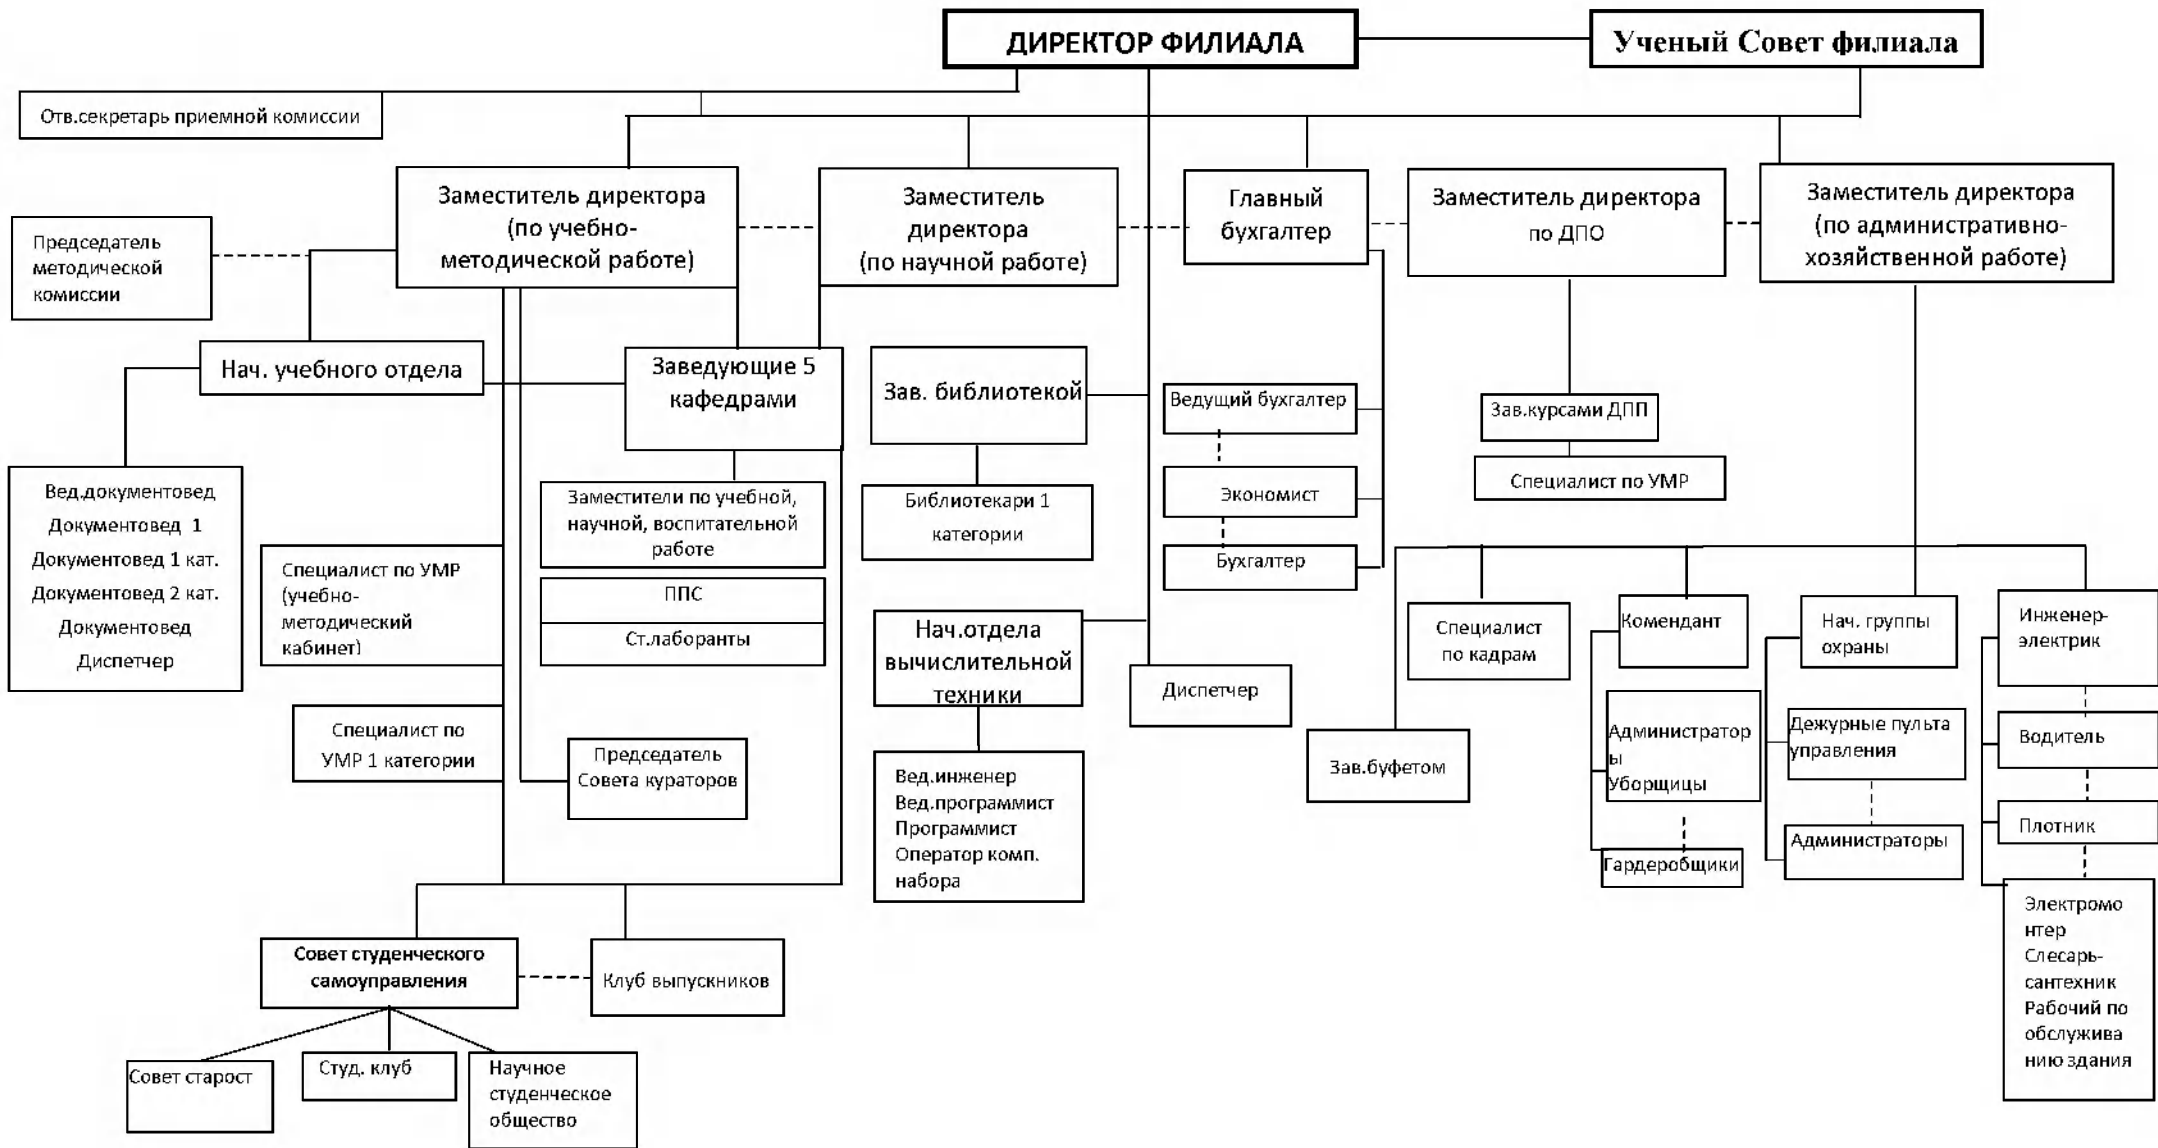 ДИРЕКТОР ФИЛИАЛА
Ученый Совет филиала
Отв.секретарь приемной комиссии
Председатель
методической
комиссии
Заместитель директора
(по учебно-
методической работе)
Заместитель
директора
(по научной работе)
Главный
бухгалтер
Заместитель директора
по ДПО
Заместитель директора
(по административно-
хозяйственной работе)
Нач. учебного отдела
Заведующие 5
кафедрами
Зав. библиотекой
Ведущий бухгалтер
Зав.курсами ДПП
Вед.документовед
Документовед 1
Документовед 1 кат.
Документовед 2 кат.
Документовед
Диспетчер
Заместители по учебной,
научной, воспитательной
работе
Библиотекари 1
категории
Экономист
Специалист по УМР
Специалист по УМР
(учебно-
методический
кабинет)
ППС
Ст.лаборанты
Бухгалтер
Нач.отдела
вычислительной
техники
Диспетчер
Специалист
по кадрам
Комендант
Нач. группы
охраны
Инженер-
электрик
Специалист по
УМР 1 категории
Председатель
Совета кураторов
Вед.инженер
Вед.программист
Программист
Оператор комп.
набора
Зав.буфетом
Администратор
ы
Уборщицы
Дежурные пульта
управления
Водитель
Гардеробщики
Администраторы
Плотник
Электромо
нтер
Слесарь-
сантехник
Рабочий по
обслужива
нию здания
Совет студенческого
самоуправления
Клуб выпускников
Совет старост
Студ. клуб
Научное
студенческое
общество